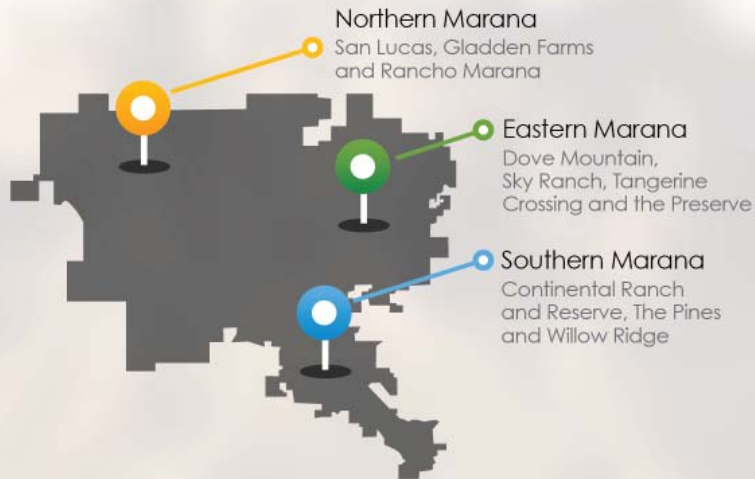 Northern Marana
San Lucas, Gladden Farms
and Rancho Marana
Eastern Marana
Dove Mountain,
Sky Ranch, Tangerine
Crossing and the Preserve
Southern Marana
Continental Ranch
and Reserve, The Pines
and Willow Ridge